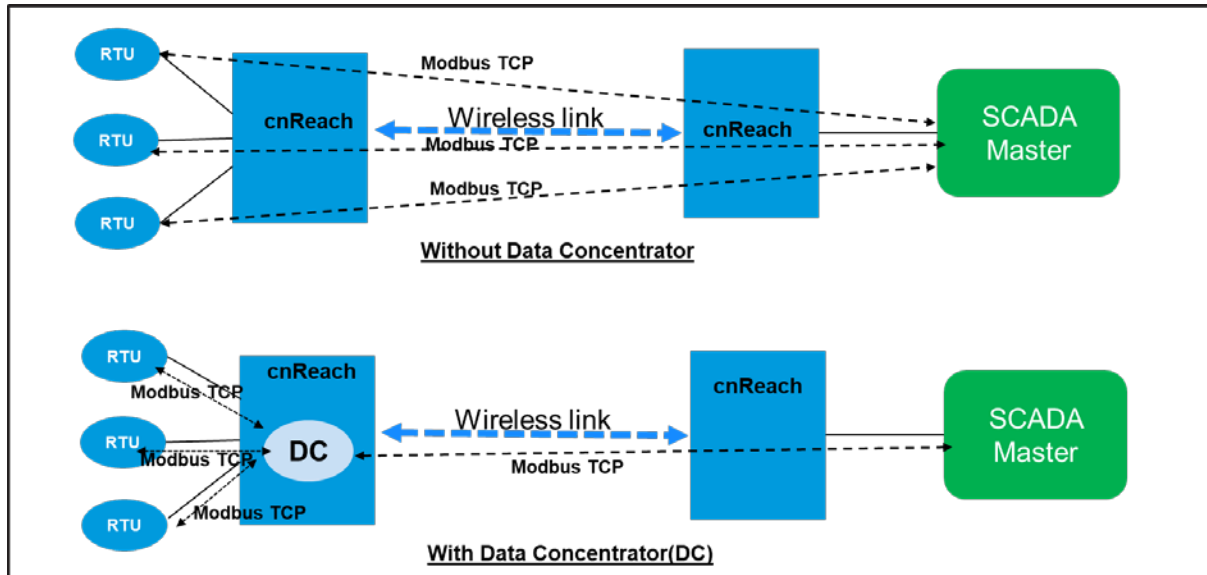 RTU
Modbus TCP
cnReach
Wireless link
cnReach
SCADA
Master
RTU
Modbus TCP
RTU
Modbus TCP
Without Data Concentrator
RTU
cnReach
cnReach
Modbus TCP
Wireless link
SCADA
Master
RTU
DC
Modbus TCP
Modbus TCP
RTU
Modbus TCP
With Data Concentrator(DC)